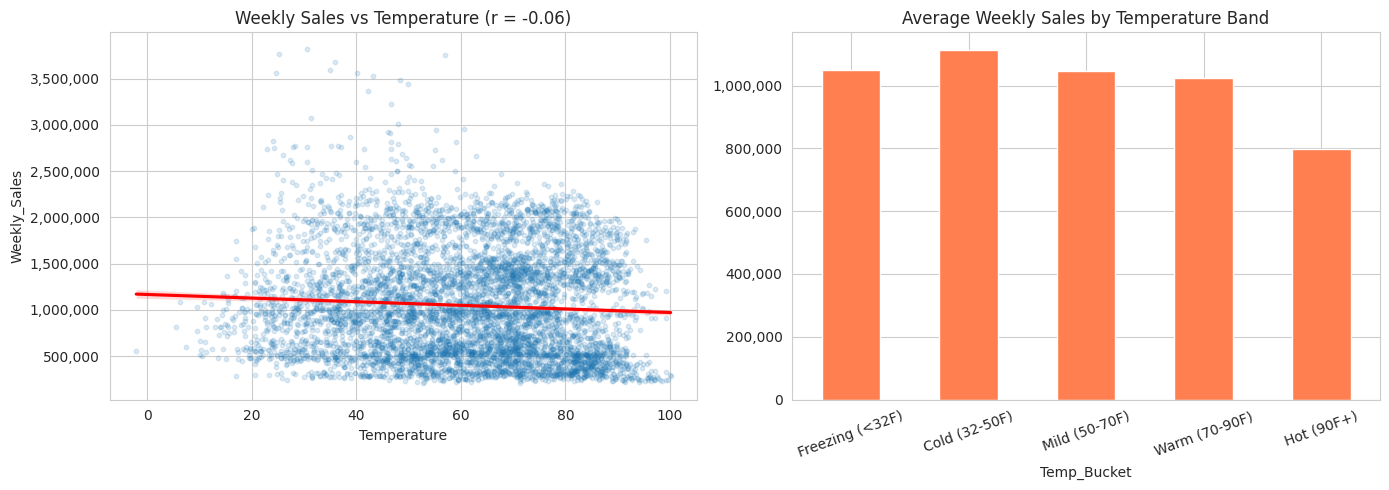 Weekly Sales vs Temperature (r = -0.06)
Weekly_Sales
3,500,000
3,000,000
2,500,000
2,000,000
1,500,000
1,000,000
500,000
0 20 40 60 80 100
Temperature
Average Weekly Sales by Temperature Band
1,000,000
800,000
600,000
400,000
200,000
0
Freezing (<32F) Cold (32-50F) Mild (50-70F) Warm (70-90F) Hot (90F+)
Temp_Bucket